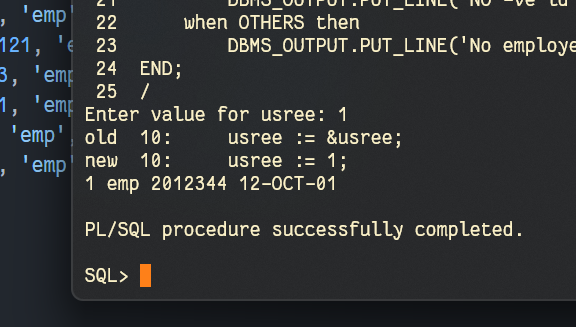 , 'emp'
121, 'e
3, 'emp
1, 'emp
'emp',
, 'emp'
21 DBMS_OUTPUT.PUT_LINE('NO -ve id
22 when OTHERS then
23 DBMS_OUTPUT.PUT_LINE('No employe
24 END;
25 /
Enter value for usree: 1
old 10: usree := &usree;
new 10: usree := 1;
1 emp 2012344 12-OCT-01
PL/SQL procedure successfully completed.
SQL>